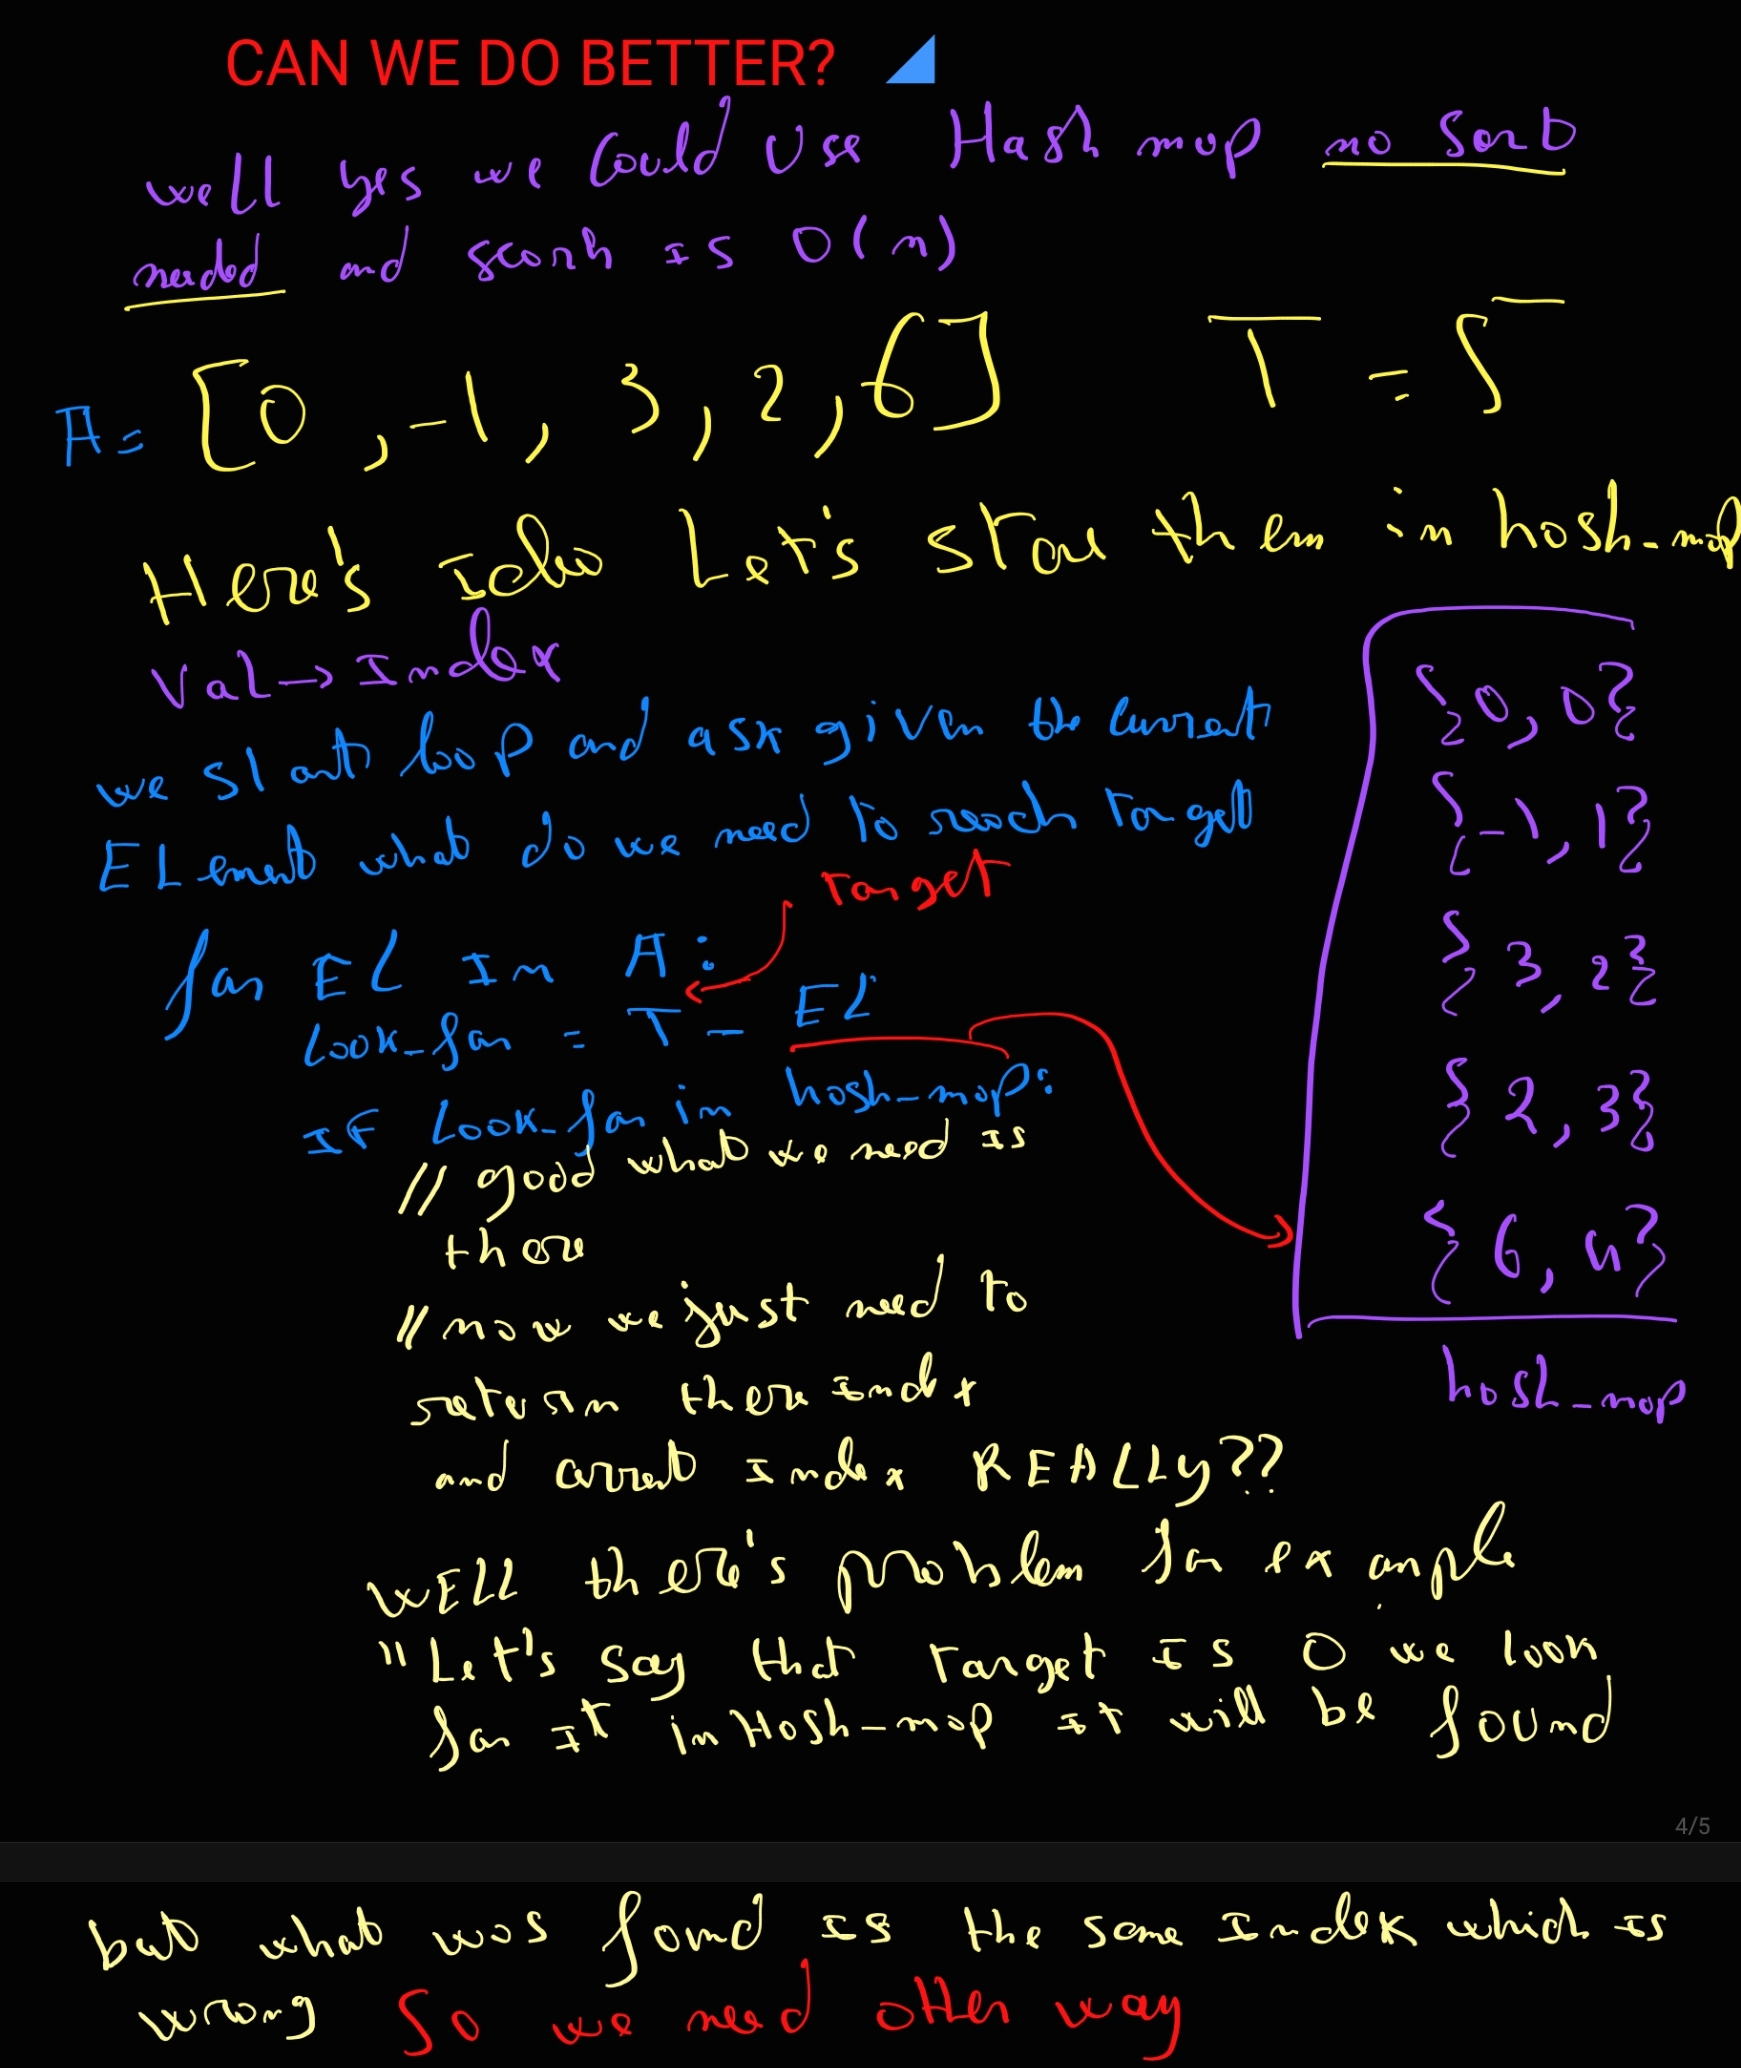 CAN WE DO BETTER?
well yes we Could Use Hash map no Sort
needed and search is O(n)
A= [0, -1, 3, 2, 6] T = 5
Here's Idea Let's store them in hash_map
Val → Index
we start loop and ask given the current
ELement what do we need to reach target
target
for EL In A:
Look_for = T - EL
IF Look_for in hash_map:
// good what we need is
there
// now we just need to
return there index
and current Index REALLY??
WELL there's problem for example
"Let's say that target is 0 we look
for it in Hash_map it will be found
{0, 0}
{-1, 1}
{3, 2}
{2, 3}
{6, 4}
hash_map
4/5
but what was found is the same Index which is
wrong So we need other way